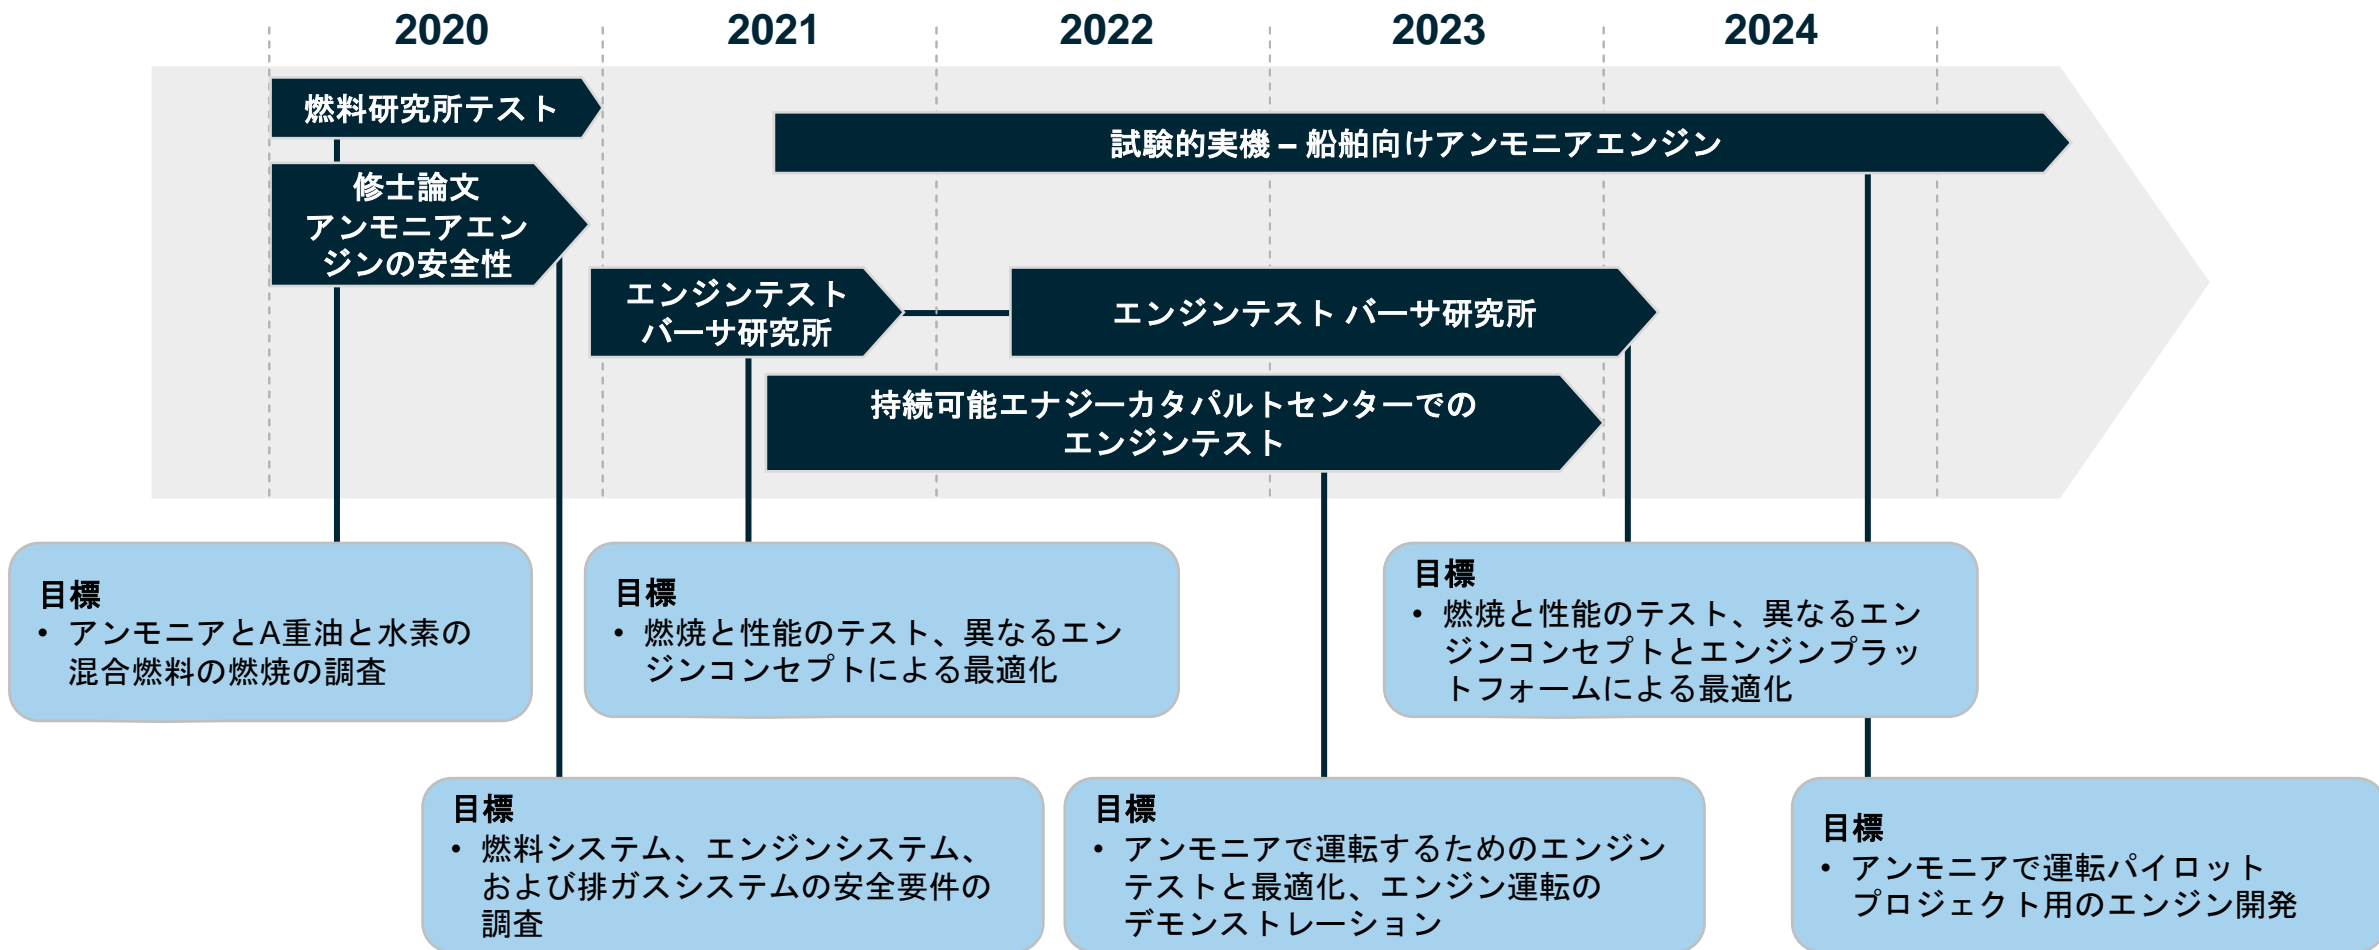 2020
2021
2022
2023
2024
燃料研究所テスト
試験的実機 – 船舶向けアンモニアエンジン
修士論文
アンモニアエン
ジンの安全性
エンジンテスト
バーサ研究所
エンジンテスト バーサ研究所
持続可能エナジーカタパルトセンターでの
エンジンテスト
目標
• アンモニアとA重油と水素の
混合燃料の燃焼の調査
目標
• 燃焼と性能のテスト、異なるエン
ジンコンセプトによる最適化
目標
• 燃焼と性能のテスト、異なるエン
ジンコンセプトとエンジンプラッ
トフォームによる最適化
目標
• 燃料システム、エンジンシステム、
および排ガスシステムの安全要件の
調査
目標
• アンモニアで運転するためのエンジン
テストと最適化、エンジン運転の
デモンストレーション
目標
• アンモニアで運転パイロット
プロジェクト用のエンジン開発